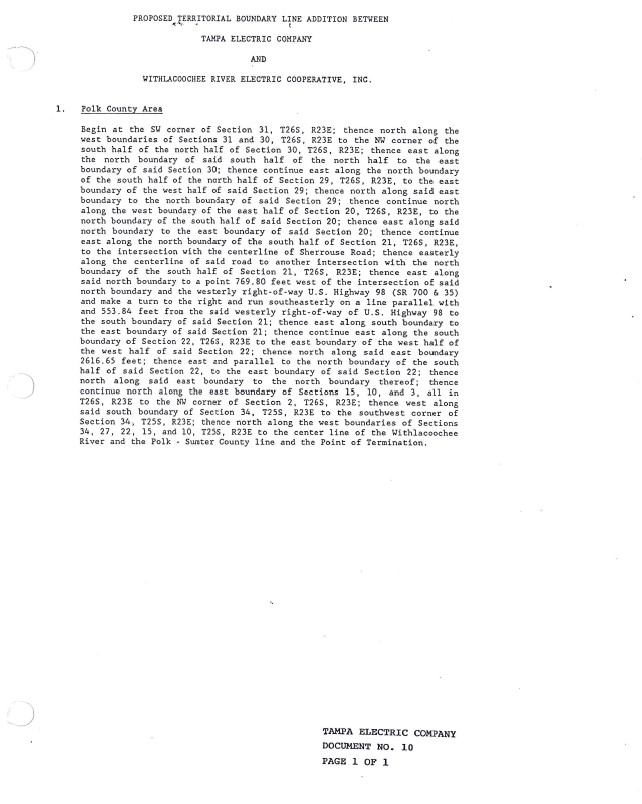 PROPOSED TERRITORIAL BOUNDARY LINE ADDITION BETWEEN
TAMPA ELECTRIC COMPANY
AND
WITHLACOOCHEE RIVER ELECTRIC COOPERATIVE, INC.
1. Polk County Area
Begin at the SW corner of Section 31, T26S, R23E; thence north along the
west boundaries of Sections 31 and 30, T26S, R23E to the NW corner of the
south half of the north half of Section 30, T26S, R23E; thence east along
the north boundary of said south half of the north half to the east
boundary of said Section 30; thence continue east along the north boundary
of the south half of the north half of Section 29, T26S, R23E, to the east
boundary of the west half of said Section 29; thence north along said east
boundary to the north boundary of said Section 29; thence continue north
along the west boundary of the east half of Section 20, T26S, R23E, to the
north boundary of the south half of said Section 20; thence east along said
north boundary to the east boundary of said Section 20; thence continue
east along the north boundary of the south half of Section 21, T26S, R23E,
to the intersection with the centerline of Sherrouse Road; thence easterly
along the centerline of said road to another intersection with the north
boundary of the south half of Section 21, T26S, R23E; thence east along
said north boundary to a point 769.80 feet west of the intersection of said
north boundary and the westerly right-of-way U.S. Highway 98 (SR 700 & 35)
and make a turn to the right and run southeasterly on a line parallel with
and 553.84 feet from the said westerly right-of-way of U.S. Highway 98 to
the south boundary of said Section 21; thence east along south boundary to
the east boundary of said Section 21; thence continue east along the south
boundary of Section 22, T26S, R23E to the east boundary of the west half of
the west half of said Section 22; thence north along said east boundary
2616.65 feet; thence east and parallel to the north boundary of the south
half of said Section 22, to the east boundary of said Section 22; thence
north along said east boundary to the north boundary thereof; thence
continue north along the east boundary of Sections 15, 10, and 3, all in
T26S, R23E to the NW corner of Section 2, T26S, R23E; thence west along
said south boundary of Section 34, T25S, R23E to the southwest corner of
Section 34, T25S, R23E; thence north along the west boundaries of Sections
34, 27, 22, 15, and 10, T25S, R23E to the center line of the Withlacoochee
River and the Polk - Sumter County line and the Point of Termination.
TAMPA ELECTRIC COMPANY
DOCUMENT NO. 10
PAGE 1 OF 1